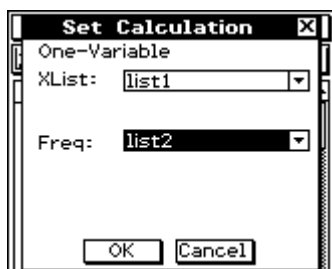 Set Calculation
One-Variable
XList: list1
Freq: list2
OK Cancel